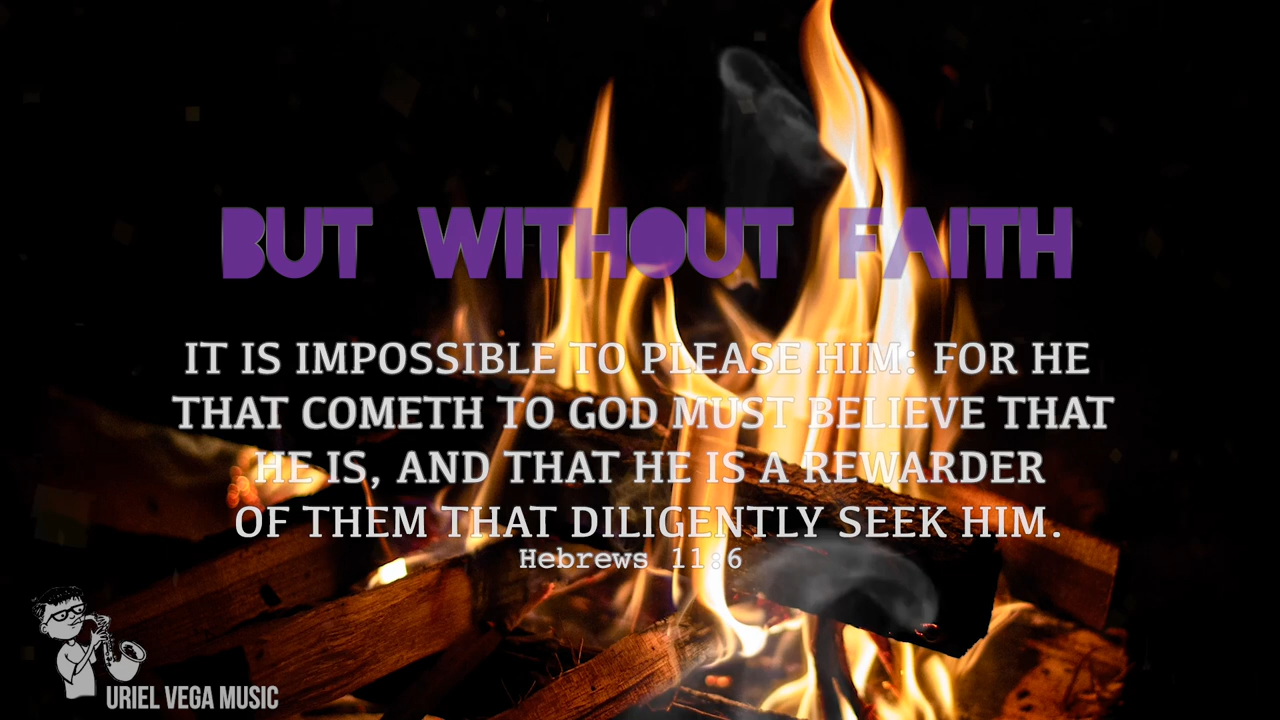 BUT WITHOUT FAITH
IT IS IMPOSSIBLE TO PLEASE HIM: FOR HE
THAT COMETH TO GOD MUST BELIEVE THAT
HE IS, AND THAT HE IS A REWARDER
OF THEM THAT DILIGENTLY SEEK HIM.
Hebrews 11:6
URIEL VEGA MUSIC